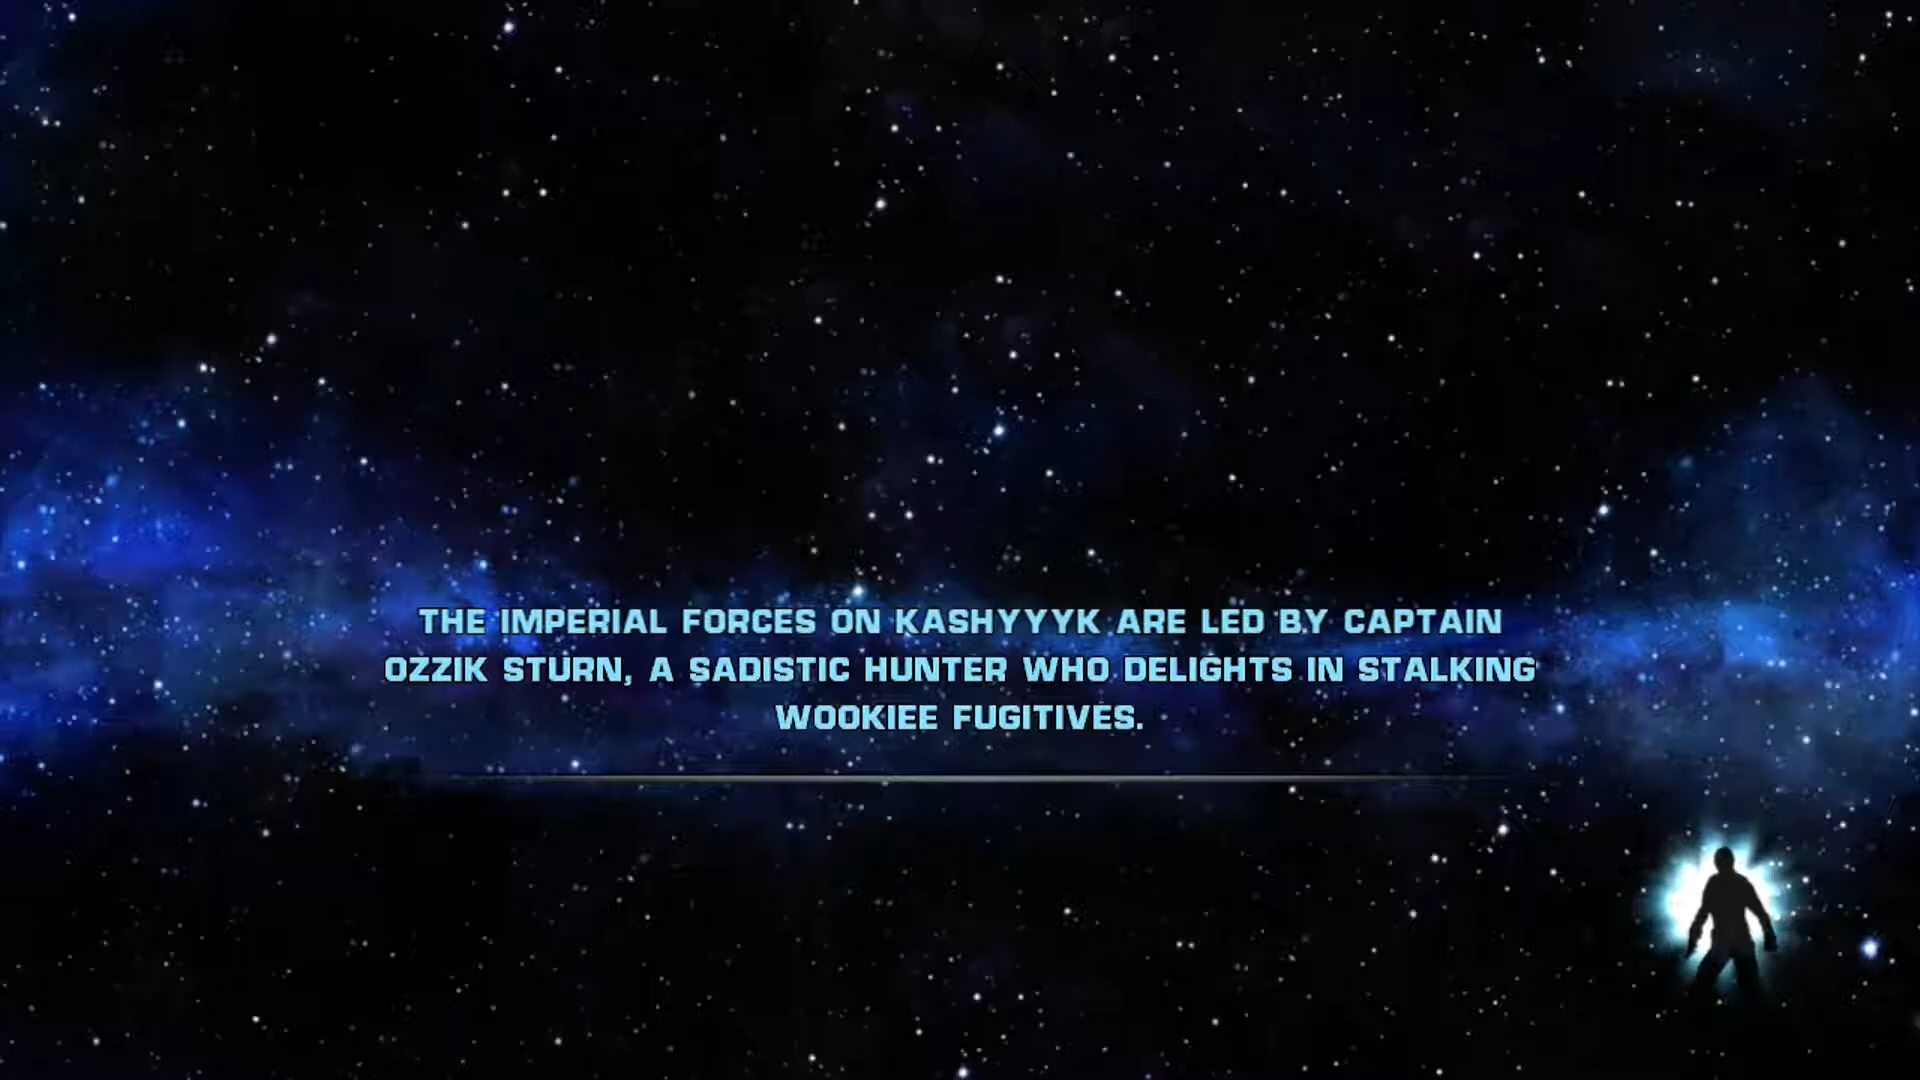 THE IMPERIAL FORCES ON KASHYYYK ARE LED BY CAPTAIN
OZZIK STURN, A SADISTIC HUNTER WHO DELIGHTS IN STALKING
WOOKIEE FUGITIVES.